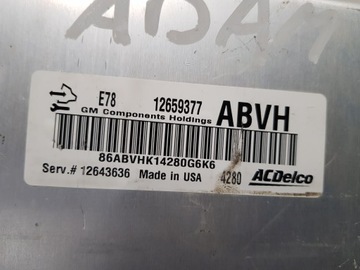 ADAM
E78 12659377 ABVH
GM Components Holdings
86ABVHK14280G6K6
Serv.# 12643636 Made in USA 4280 ACDelco